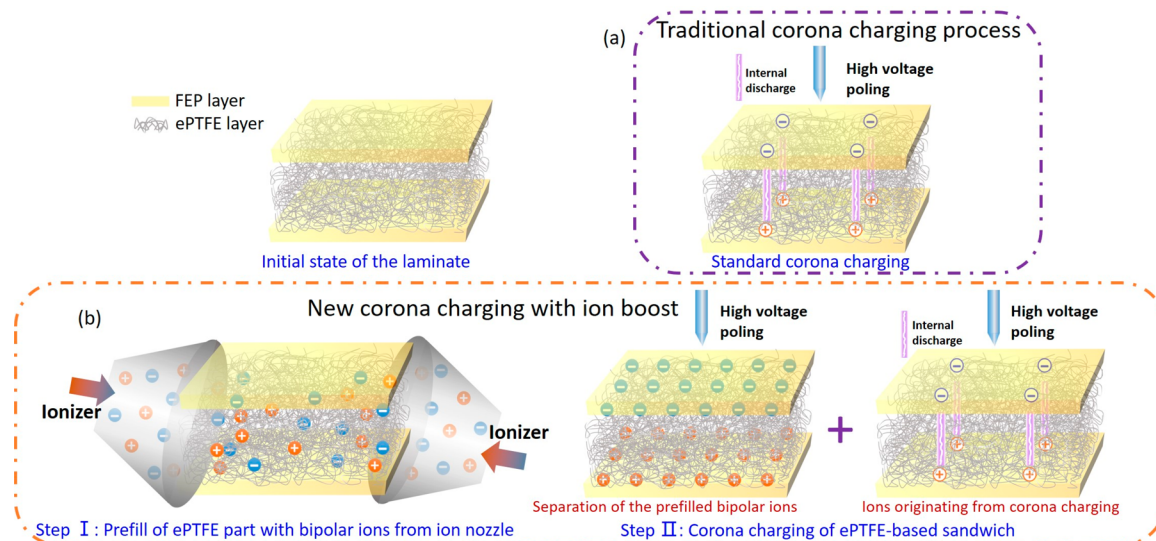 (a)
Traditional corona charging process
Internal
discharge
High voltage
poling
FEP layer
ePTFE layer
Initial state of the laminate
Standard corona charging
(b)
New corona charging with ion boost
High voltage
poling
Internal
discharge
High voltage
poling
Ionizer
Ionizer
Separation of the prefilled bipolar ions
Ions originating from corona charging
Step Ⅰ: Prefill of ePTFE part with bipolar ions from ion nozzle
Step Ⅱ: Corona charging of ePTFE-based sandwich